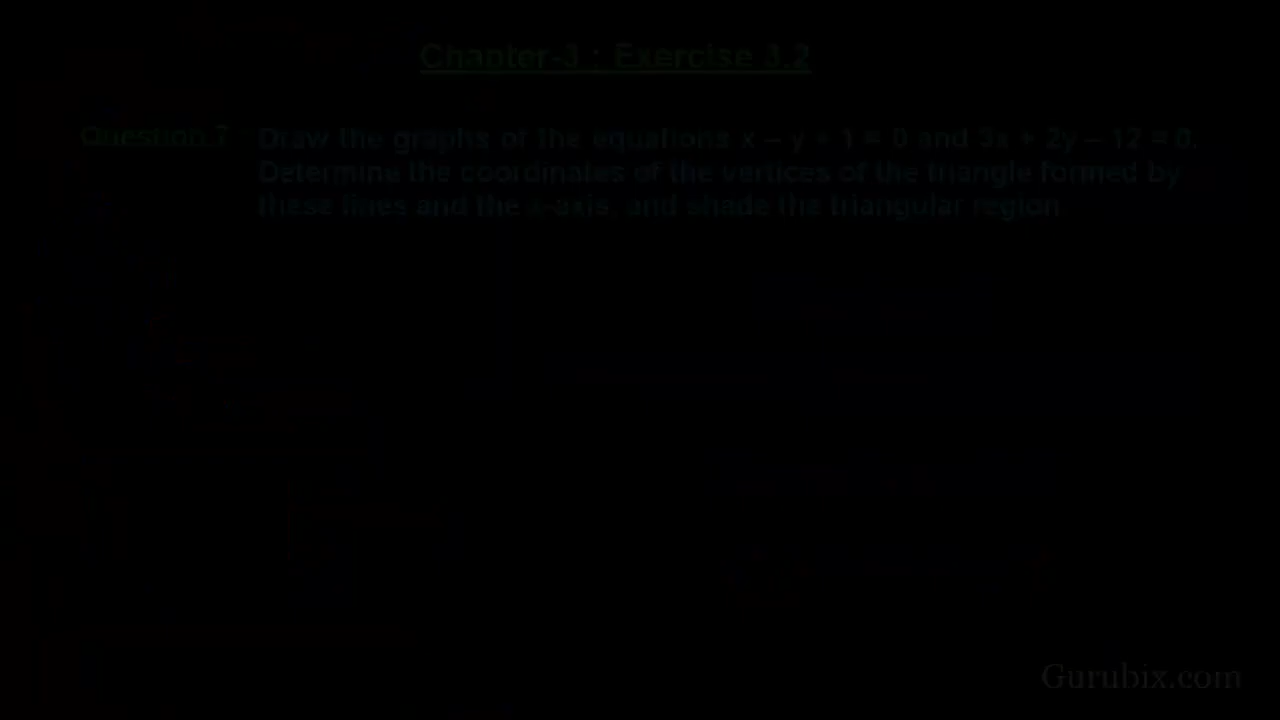 Chapter-3 : Exercise 3.2
Question 7 Draw the graphs of the equations x – y + 1 = 0 and 3x + 2y – 12 = 0.
Determine the coordinates of the vertices of the triangle formed by
these lines and the x-axis, and shade the triangular region.
Gurubix.com